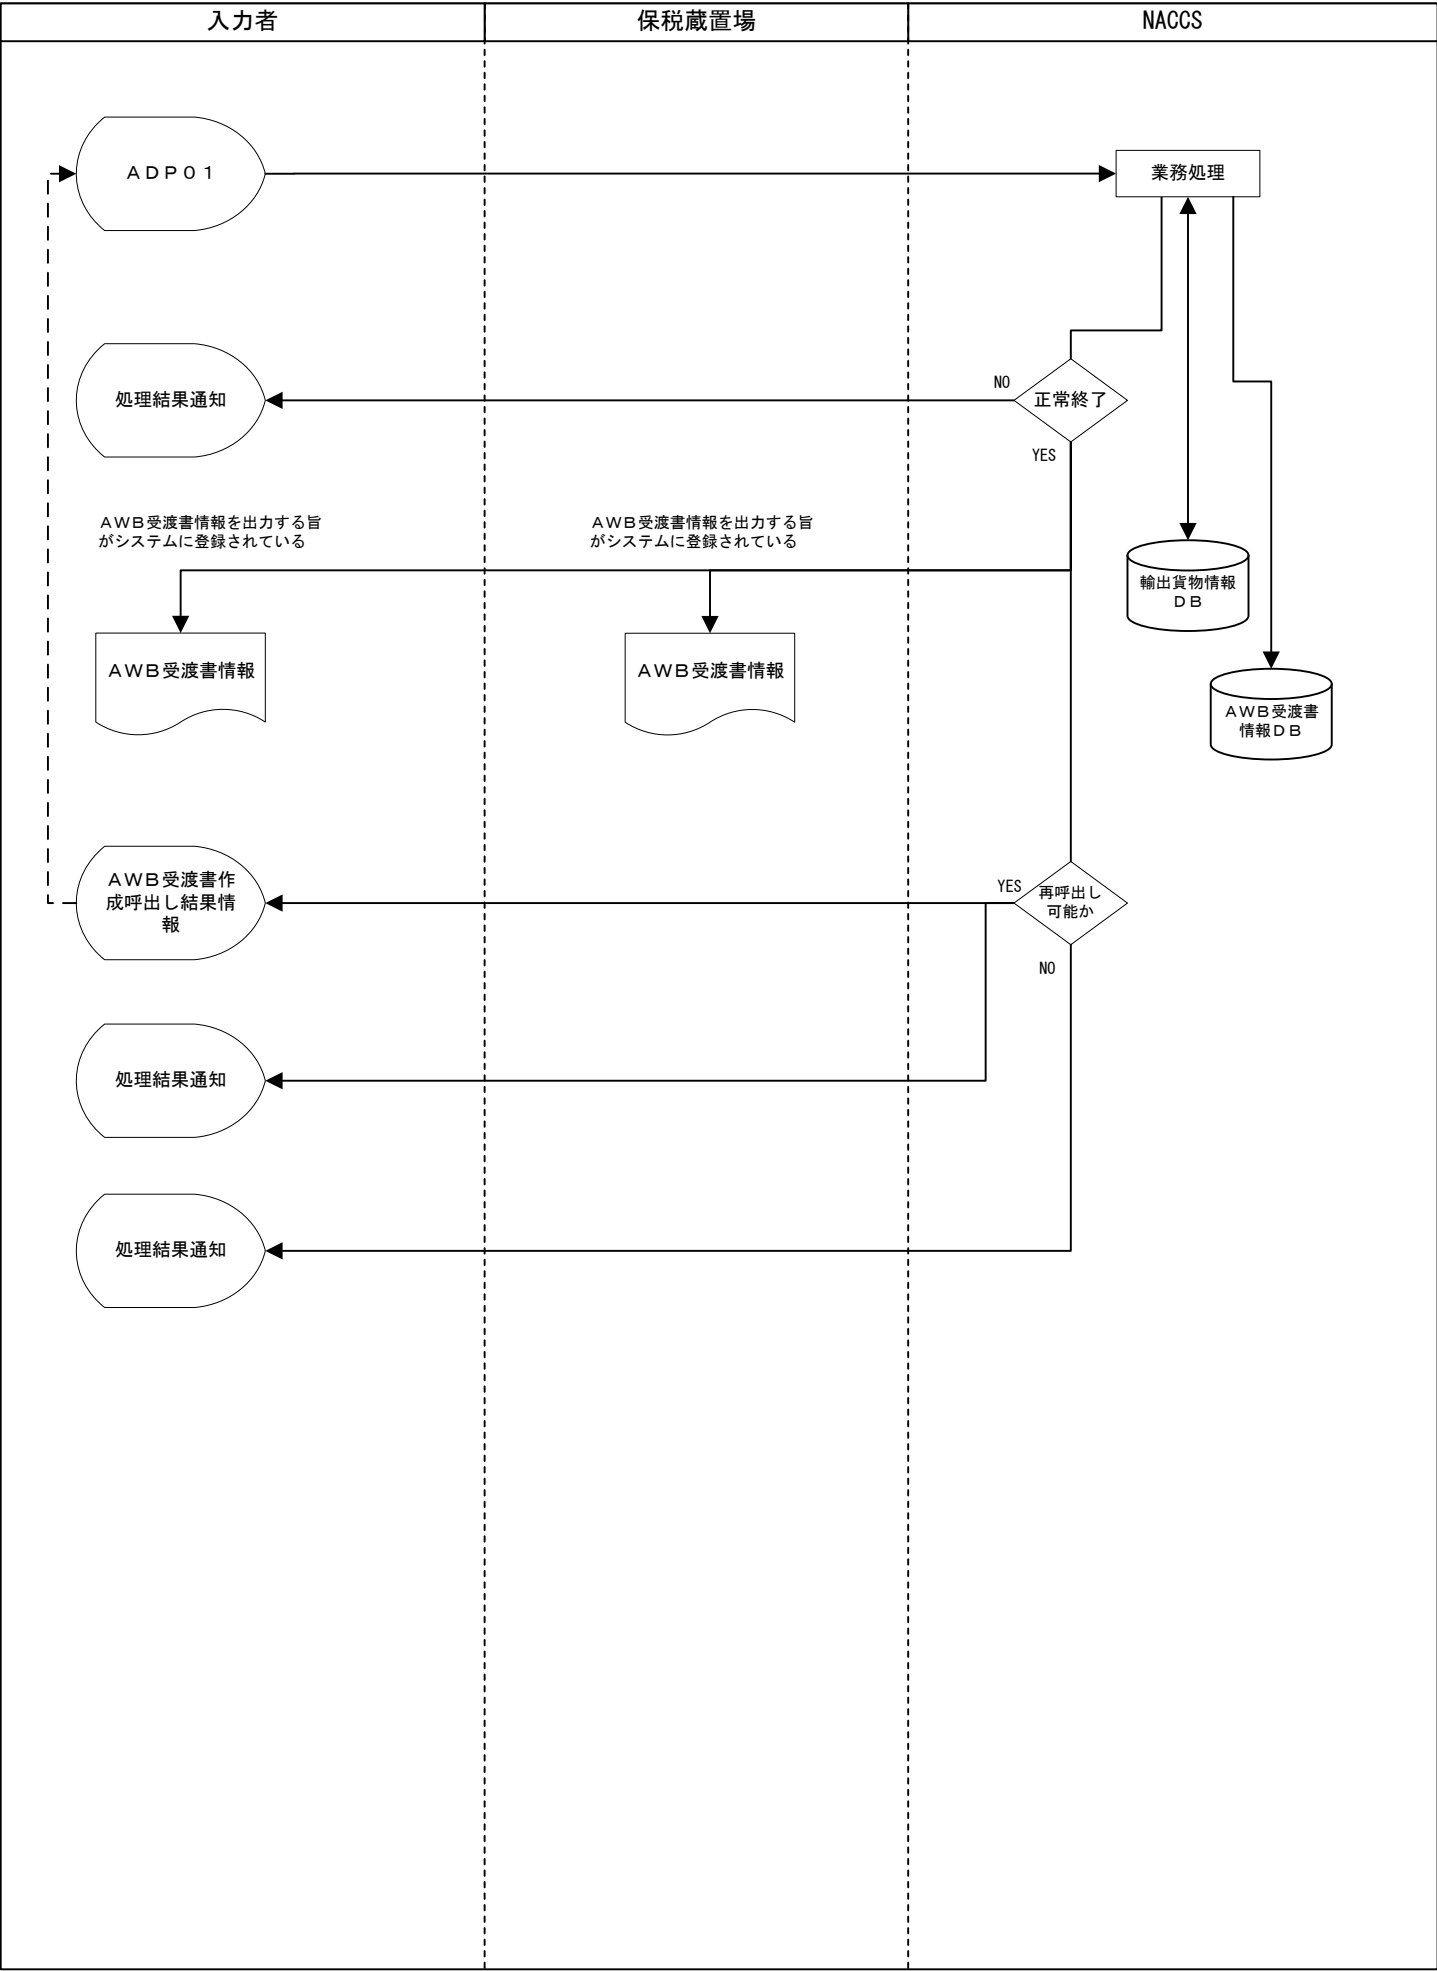 入力者
保税蔵置場
NACCS
ＡＤＰ０１
業務処理
処理結果通知
NO
正常終了
YES
ＡＷＢ受渡書情報を出力する旨
がシステムに登録されている
ＡＷＢ受渡書情報を出力する旨
がシステムに登録されている
輸出貨物情報
ＤＢ
ＡＷＢ受渡書情報
ＡＷＢ受渡書情報
ＡＷＢ受渡書
情報ＤＢ
ＡＷＢ受渡書作
成呼出し結果情
報
YES
再呼出し
可能か
NO
処理結果通知
処理結果通知